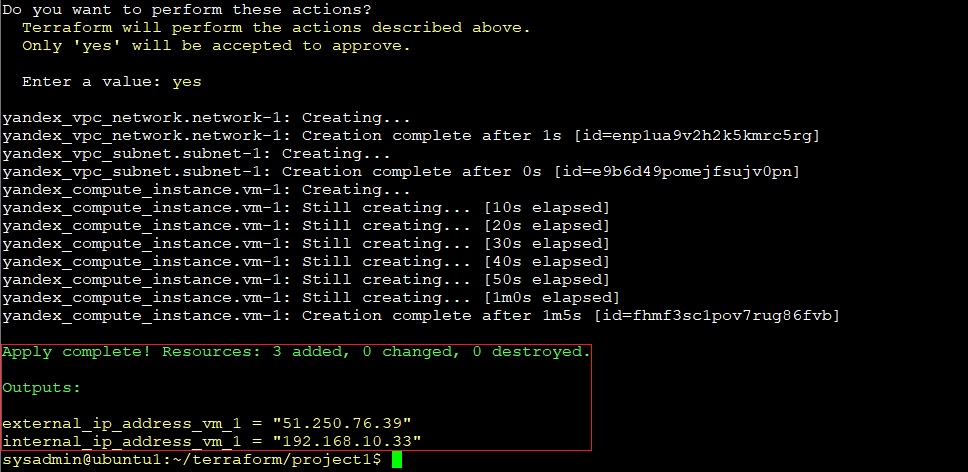 Do you want to perform these actions?
  Terraform will perform the actions described above.
  Only 'yes' will be accepted to approve.

  Enter a value: yes

yandex_vpc_network.network-1: Creating...
yandex_vpc_network.network-1: Creation complete after 1s [id=enp1ua9v2h2k5kmrc5rg]
yandex_vpc_subnet.subnet-1: Creating...
yandex_vpc_subnet.subnet-1: Creation complete after 0s [id=e9b6d49pomejfsujv0pn]
yandex_compute_instance.vm-1: Creating...
yandex_compute_instance.vm-1: Still creating... [10s elapsed]
yandex_compute_instance.vm-1: Still creating... [20s elapsed]
yandex_compute_instance.vm-1: Still creating... [30s elapsed]
yandex_compute_instance.vm-1: Still creating... [40s elapsed]
yandex_compute_instance.vm-1: Still creating... [50s elapsed]
yandex_compute_instance.vm-1: Still creating... [1m0s elapsed]
yandex_compute_instance.vm-1: Creation complete after 1m5s [id=fhmf3sc1pov7rug86fvb]

Apply complete! Resources: 3 added, 0 changed, 0 destroyed.

Outputs:

external_ip_address_vm_1 = "51.250.76.39"
internal_ip_address_vm_1 = "192.168.10.33"
sysadmin@ubuntu1:~/terraform/project1$